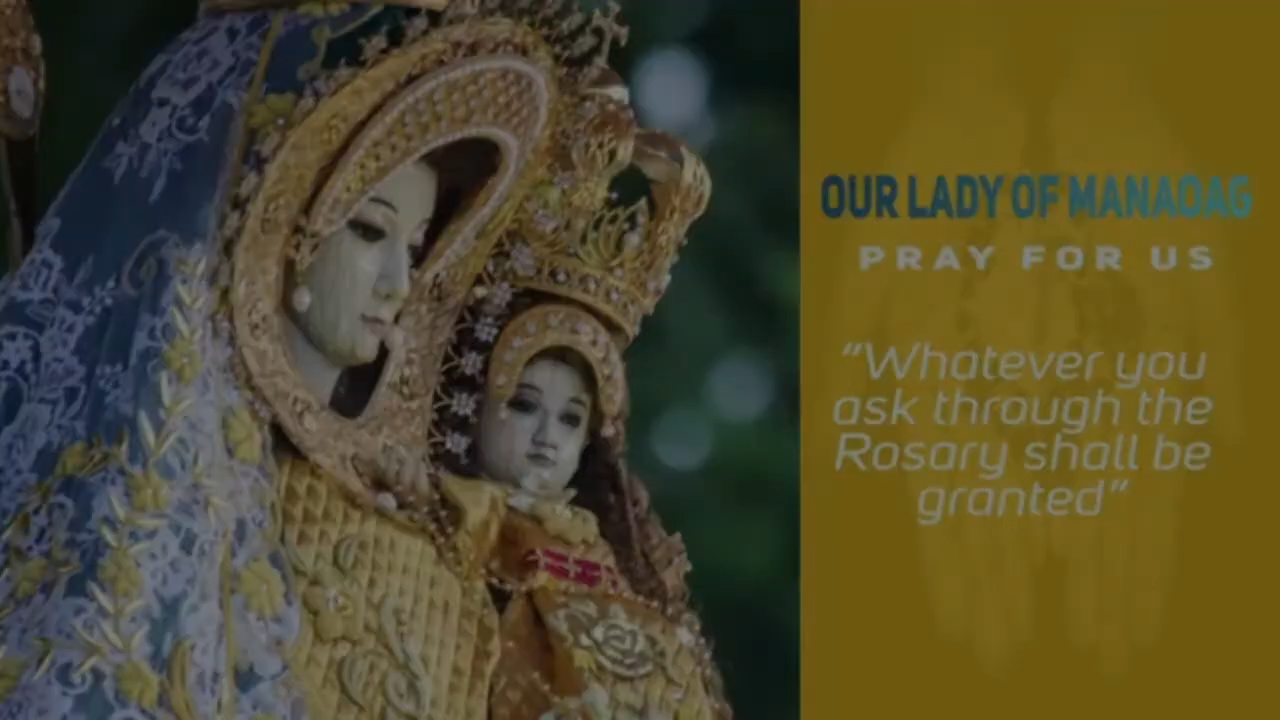 OUR LADY OF MANAOAG
PRAY FOR US
“Whatever you
ask through the
Rosary shall be
granted”